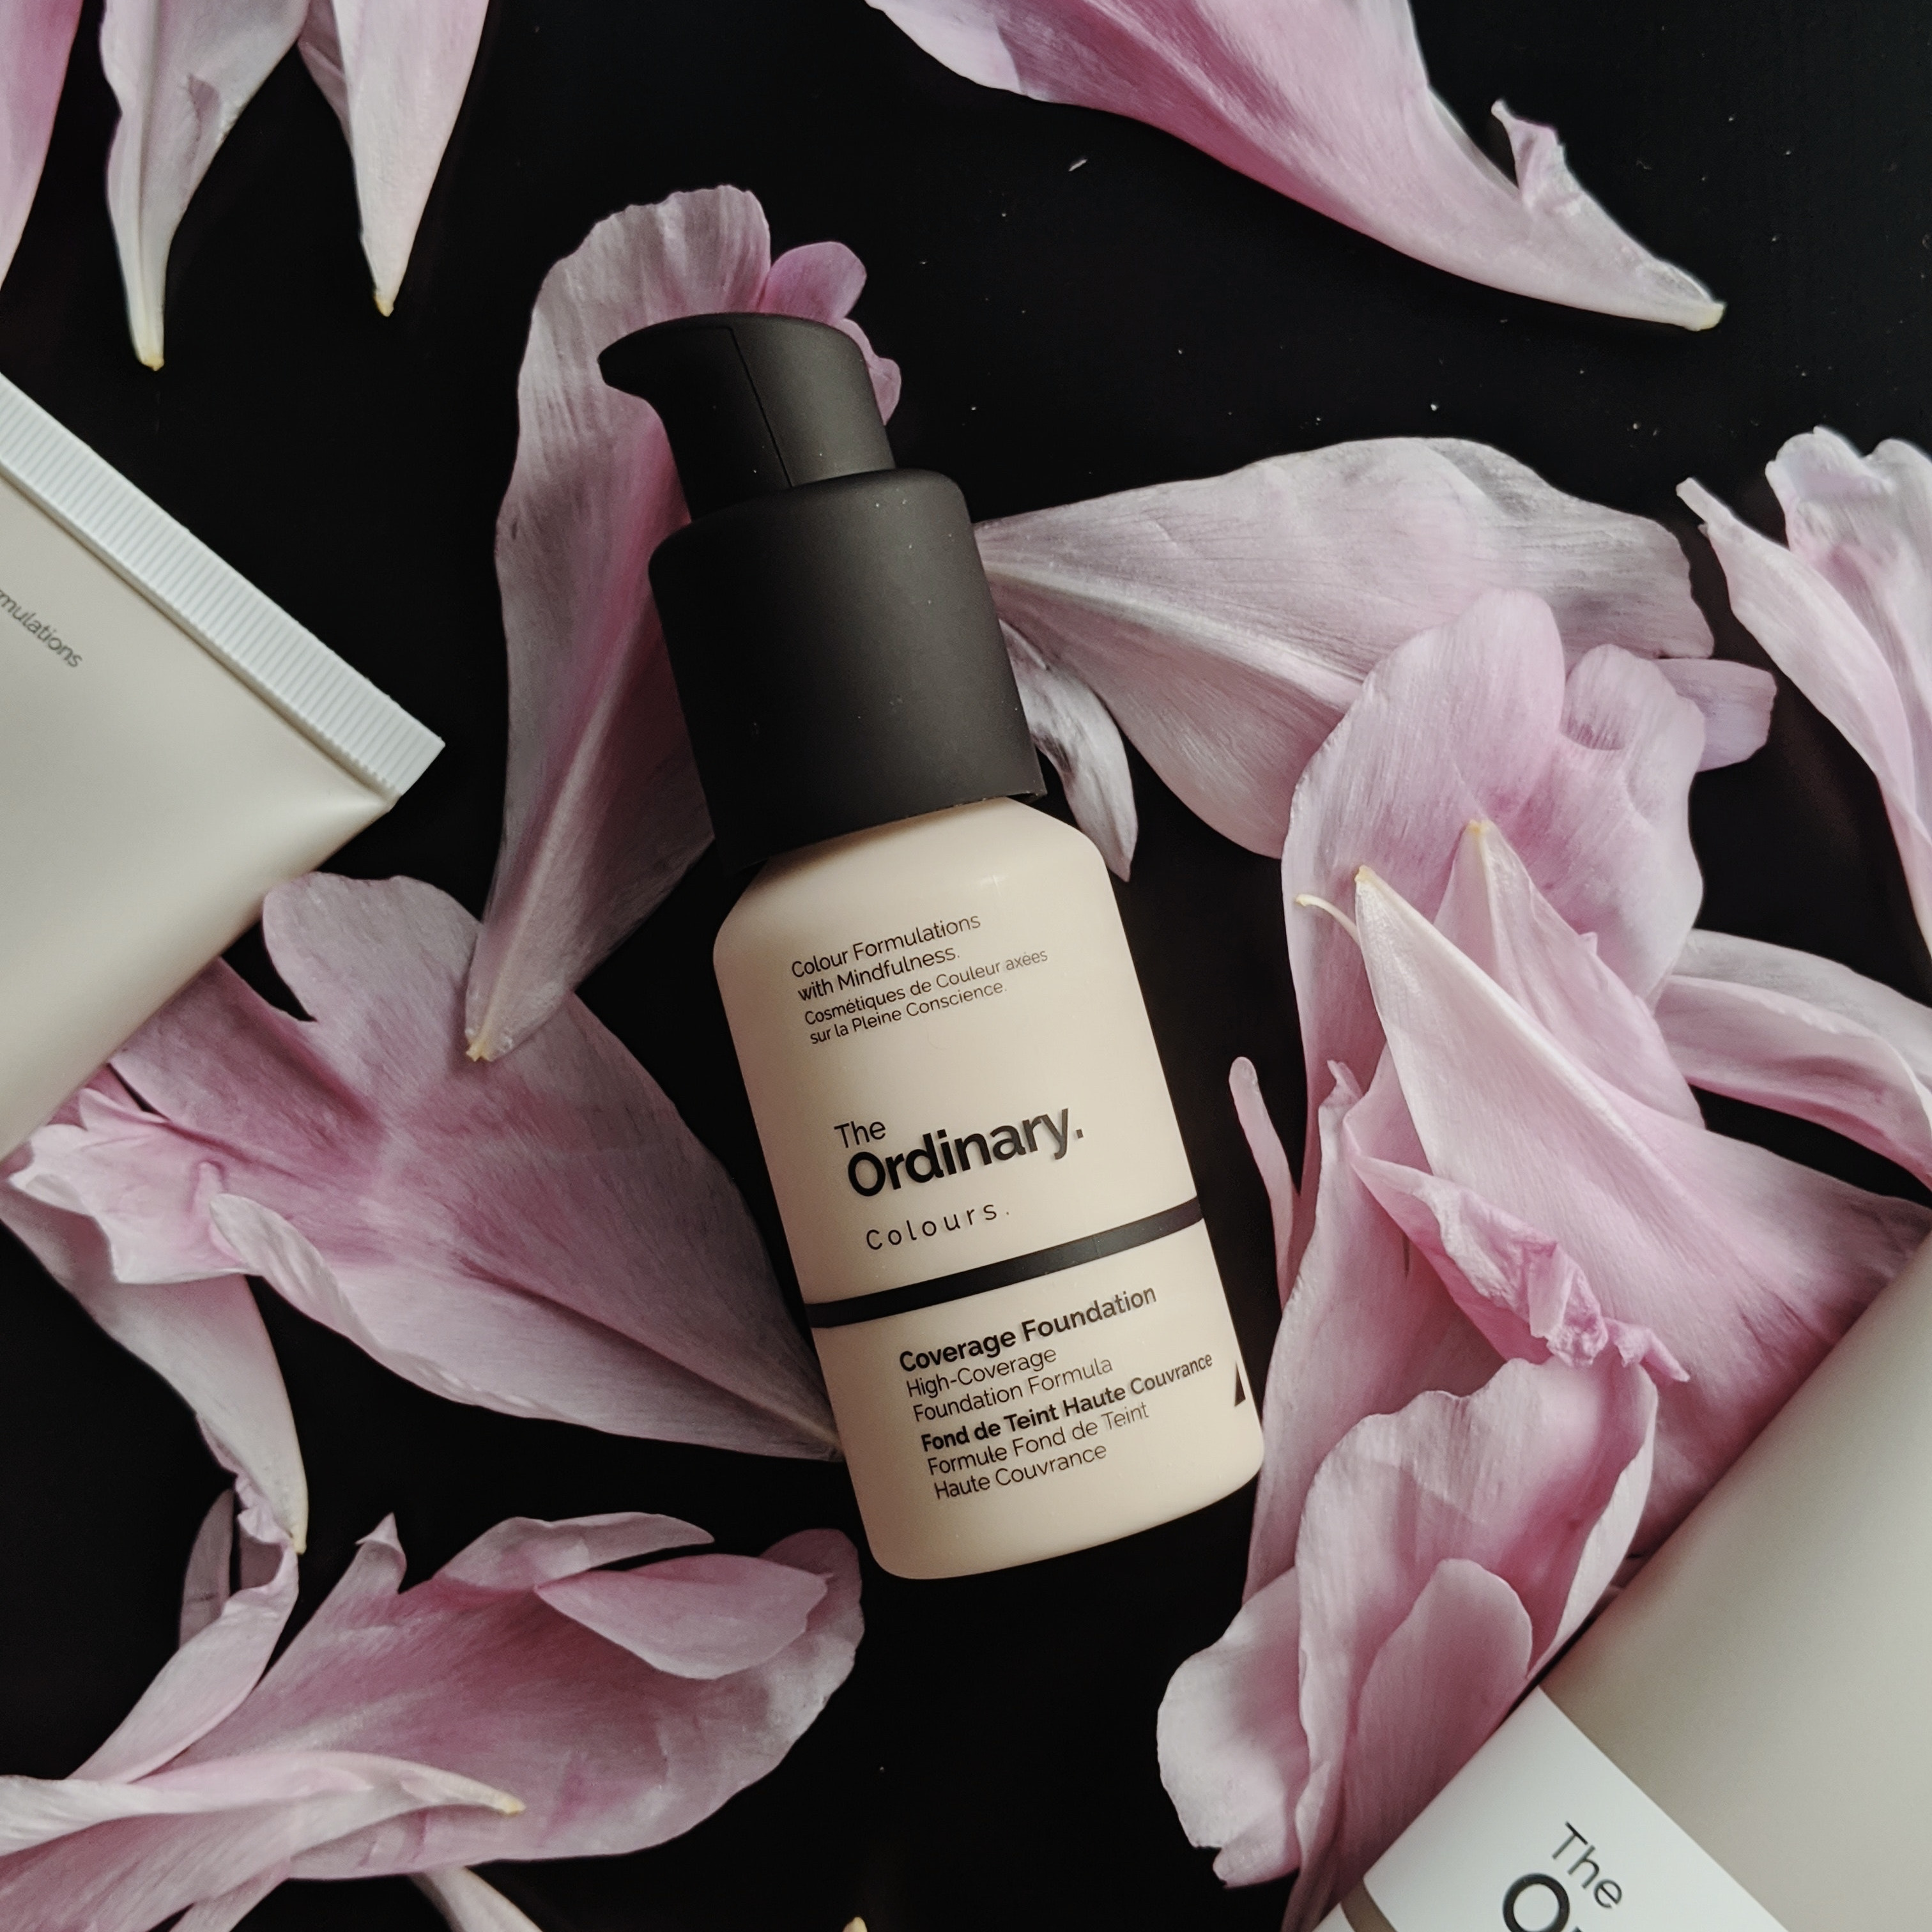 mulations
Colour Formulations
with Mindfulness.
Cosmétiques de Couleur axées
sur la Pleine Conscience.
The
Ordinary.
Colours.
Coverage Foundation
High-Coverage
Foundation Formula
Fond de Teint Haute Couvrance
Formule Fond de Teint
Haute Couvrance
The
O